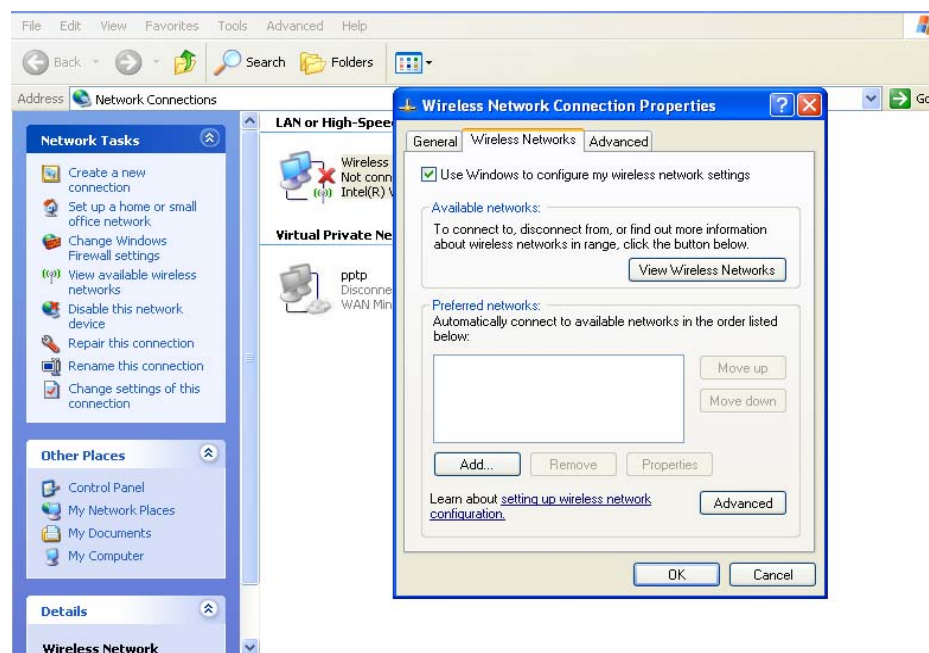 File Edit View Favorites Tools Advanced Help
Back Search Folders
Address Network Connections
Network Tasks
Create a new
connection
Set up a home or small
office network
Change Windows
Firewall settings
View available wireless
networks
Disable this network
device
Repair this connection
Rename this connection
Change settings of this
connection
Other Places
Control Panel
My Network Places
My Documents
My Computer
Details
Wireless Network
LAN or High-Spee
Wireless
Not conn
Intel(R)
Virtual Private Ne
pptp
Disconne
WAN Min
Wireless Network Connection Properties
General Wireless Networks Advanced
Use Windows to configure my wireless network settings
Available networks:
To connect to, disconnect from, or find out more information
about wireless networks in range, click the button below.
View Wireless Networks
Preferred networks:
Automatically connect to available networks in the order listed
below:
Move up
Move down
Add... Remove Properties
Learn about setting up wireless network
configuration.
Advanced
OK Cancel